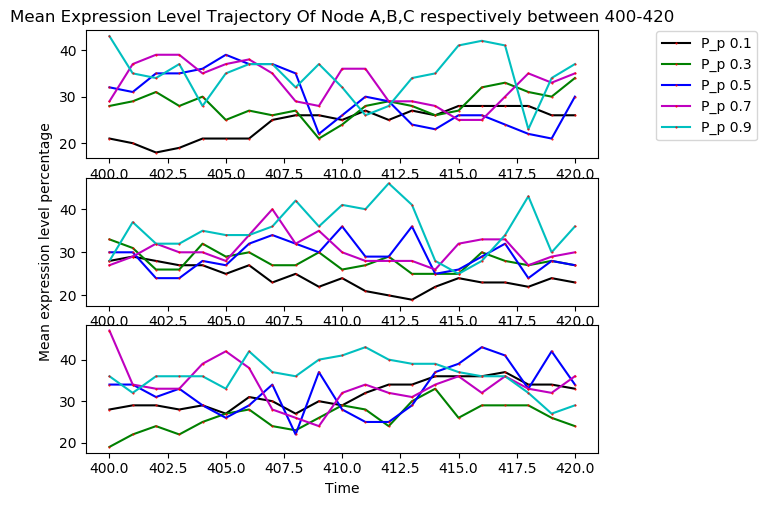 Mean Expression Level Trajectory Of Node A,B,C respectively between 400-420
P_p 0.1
P_p 0.3
P_p 0.5
P_p 0.7
P_p 0.9
Mean expression level percentage
40
30
20
400.0 402.5 405.0 407.5 410.0 412.5 415.0 417.5 420.0
40
30
20
400.0 402.5 405.0 407.5 410.0 412.5 415.0 417.5 420.0
40
30
20
400.0 402.5 405.0 407.5 410.0 412.5 415.0 417.5 420.0
Time